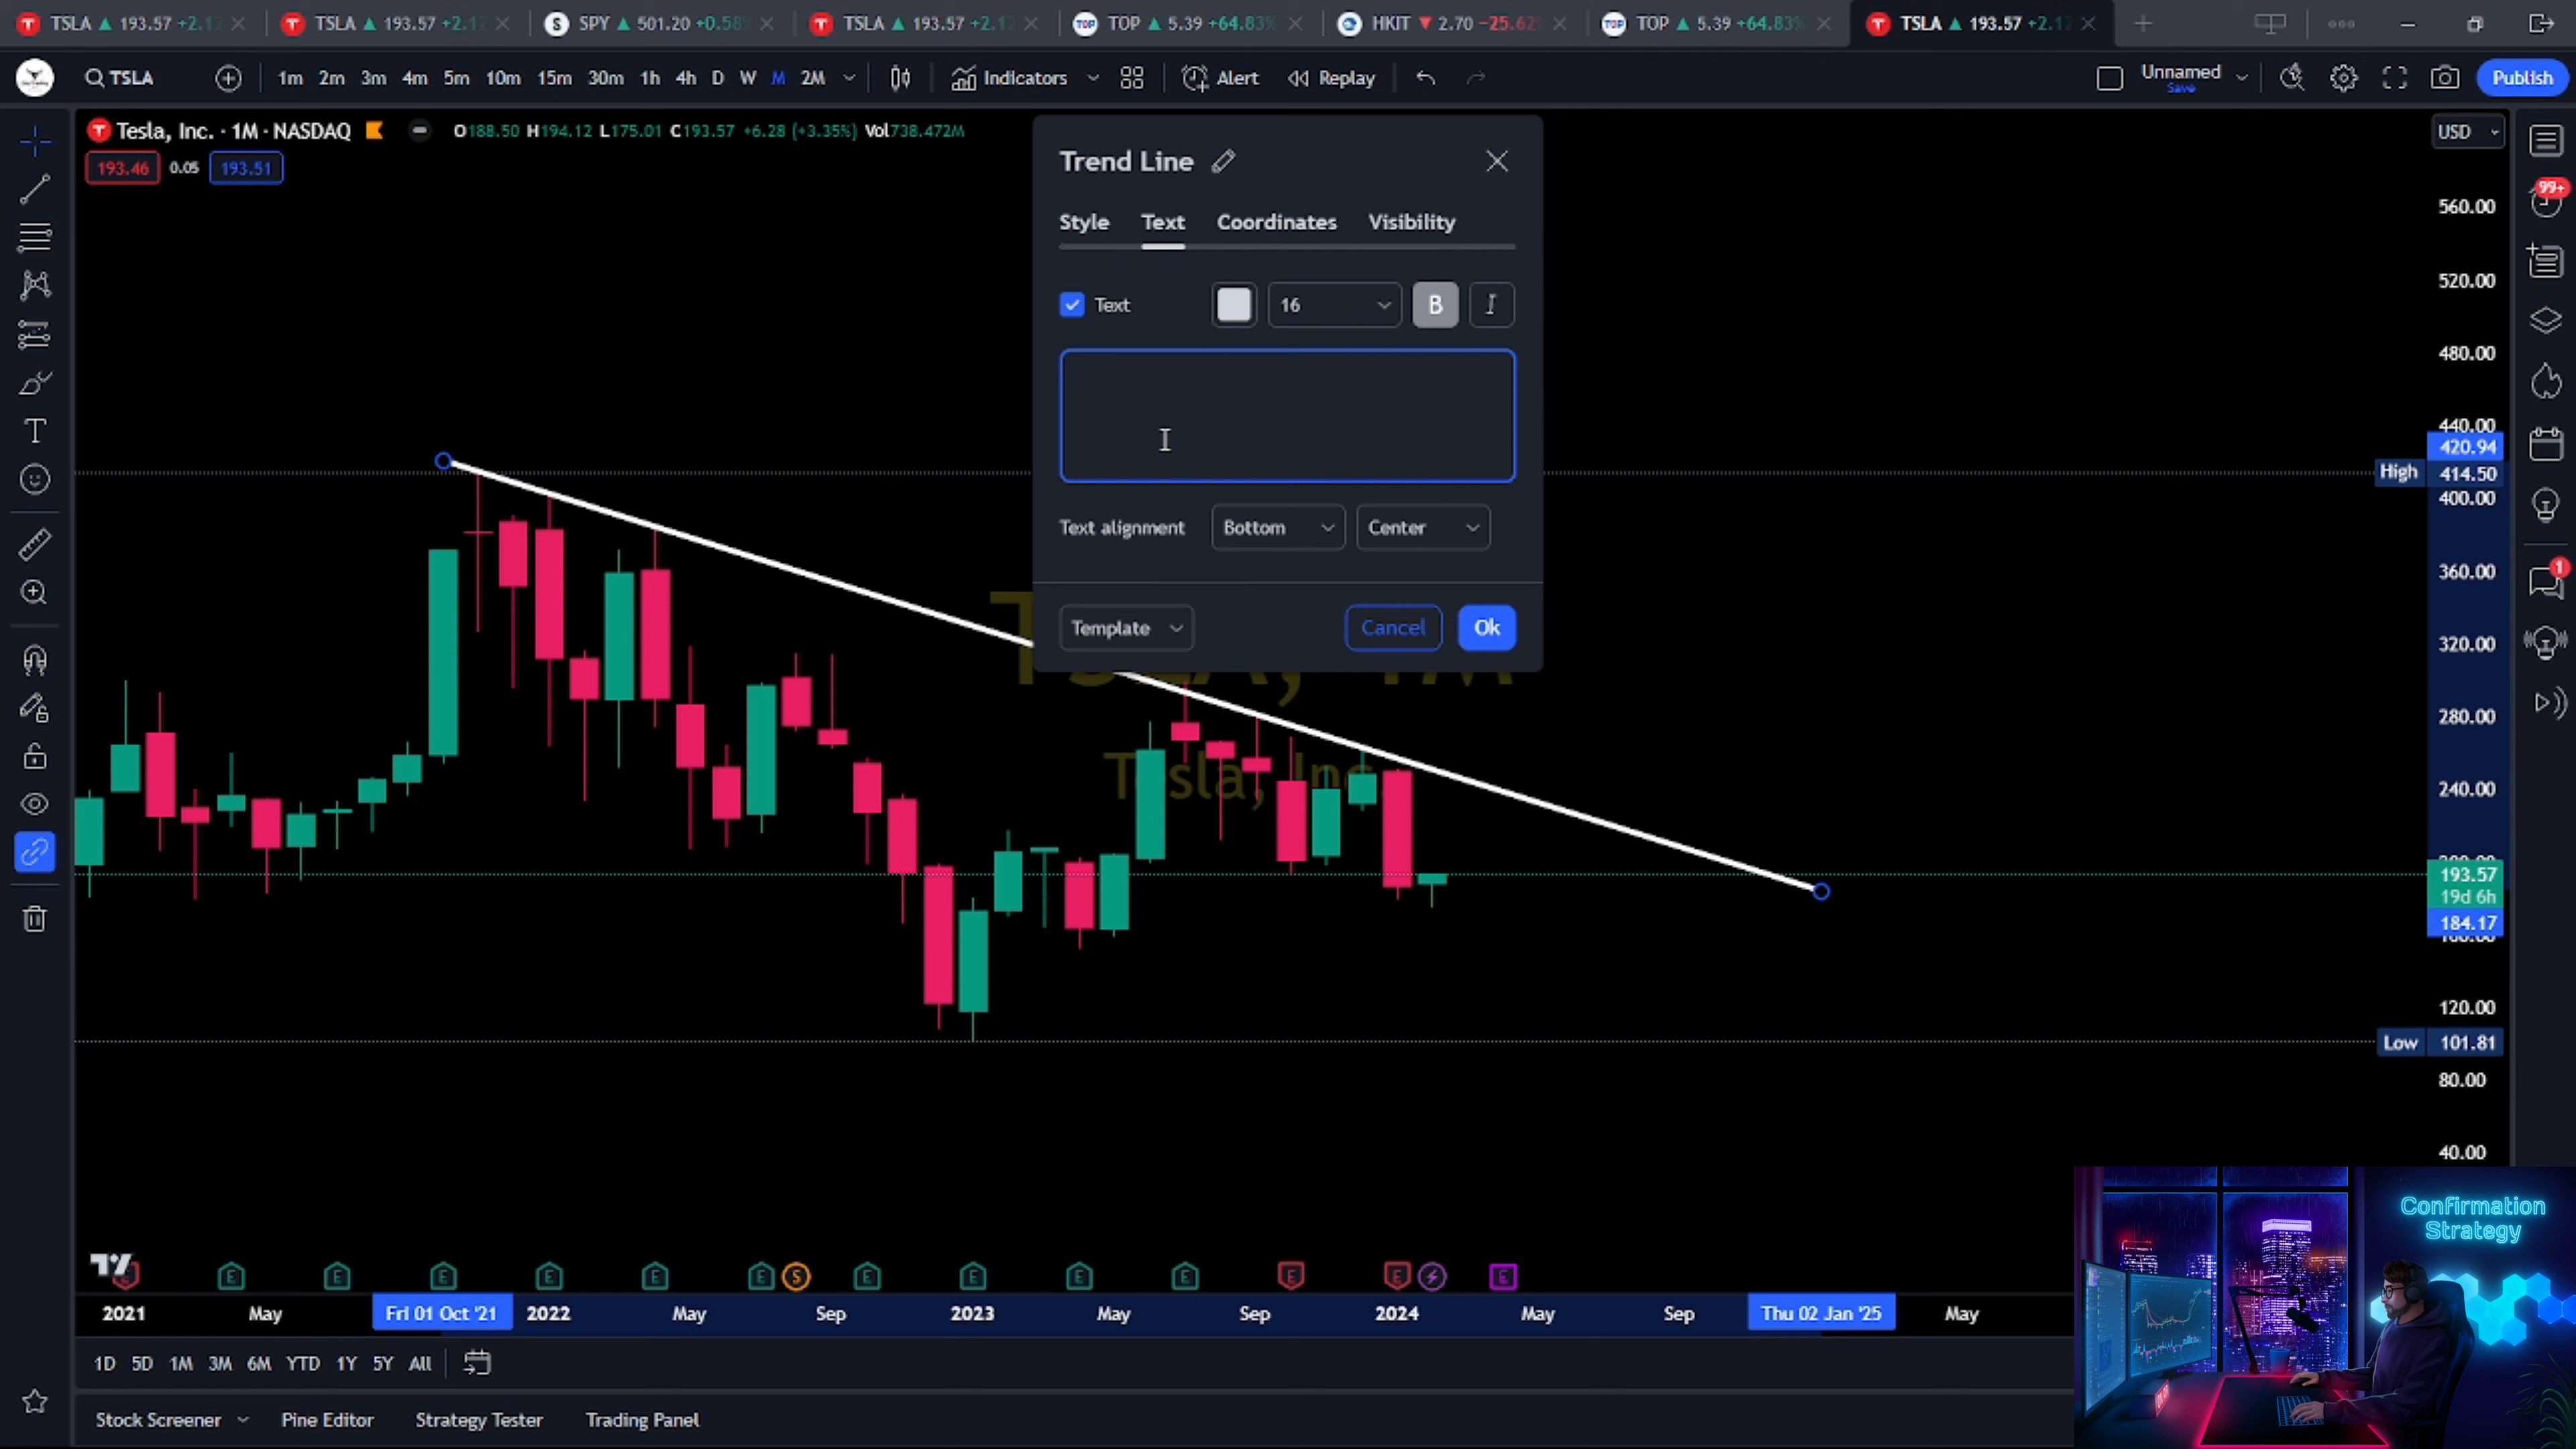 TSLA ▲ 193.57 +2.12
TSLA ▲ 193.57 +2.12
SPY ▲ 501.20 +0.58%
TSLA ▲ 193.57 +2.12
TOP ▲ 5.39 +64.83%
HKIT ▼ 2.70 −25.62%
TOP ▲ 5.39 +64.83%
TSLA ▲ 193.57 +2.12
TSLA
1m 2m 3m 4m 5m 10m 15m 30m 1h 4h D W M 2M
Indicators
Alert
Replay
Unnamed
Save
Publish
Tesla, Inc. · 1M · NASDAQ
O188.50 H194.12 L175.01 C193.57 +6.28 (+3.35%) Vol738.472M
193.46 0.05 193.51
USD
99+
1
Trend Line
Style Text Coordinates Visibility
Text 16 B I
Text alignment Bottom Center
Template Cancel Ok
Tesla, Inc.
560.00
520.00
480.00
440.00
420.94
High 414.50
400.00
360.00
320.00
280.00
240.00
193.57
19d 6h
184.17
120.00
Low 101.81
80.00
40.00
Confirmation
Strategy
E E E E E E S E E E E E E E
2021 May Fri 01 Oct '21 2022 May Sep 2023 May Sep 2024 May Sep Thu 02 Jan '25 May
1D 5D 1M 3M 6M YTD 1Y 5Y All
Stock Screener Pine Editor Strategy Tester Trading Panel